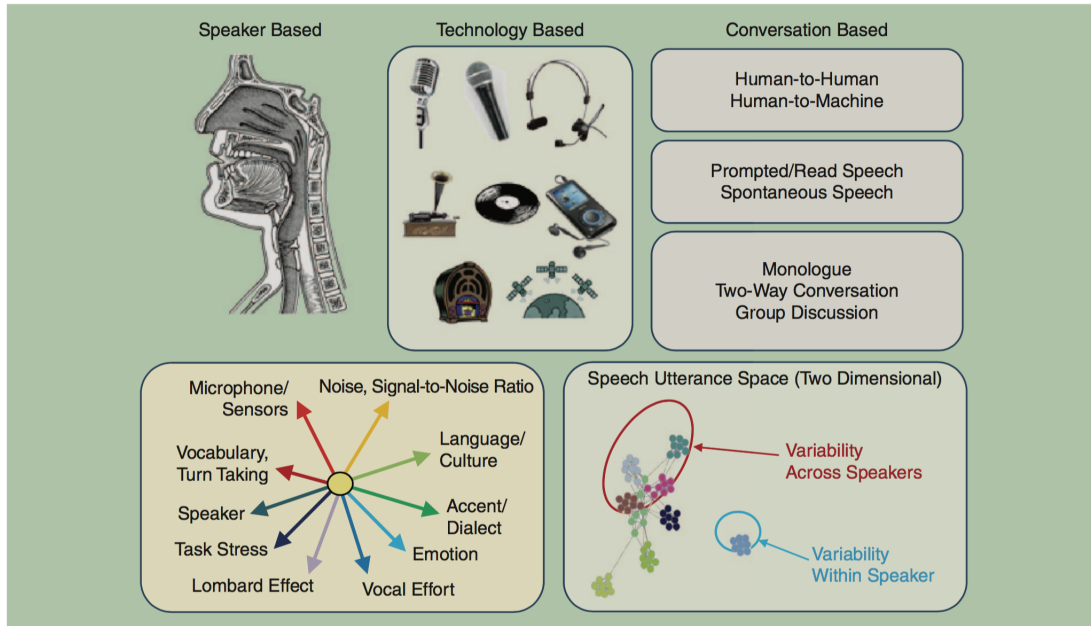 Speaker Based
Technology Based
Conversation Based
Human-to-Human
Human-to-Machine
Prompted/Read Speech
Spontaneous Speech
Monologue
Two-Way Conversation
Group Discussion
Microphone/
Sensors
Noise, Signal-to-Noise Ratio
Vocabulary,
Turn Taking
Language/
Culture
Speaker
Accent/
Dialect
Task Stress
Emotion
Lombard Effect
Vocal Effort
Speech Utterance Space (Two Dimensional)
Variability
Across Speakers
Variability
Within Speaker